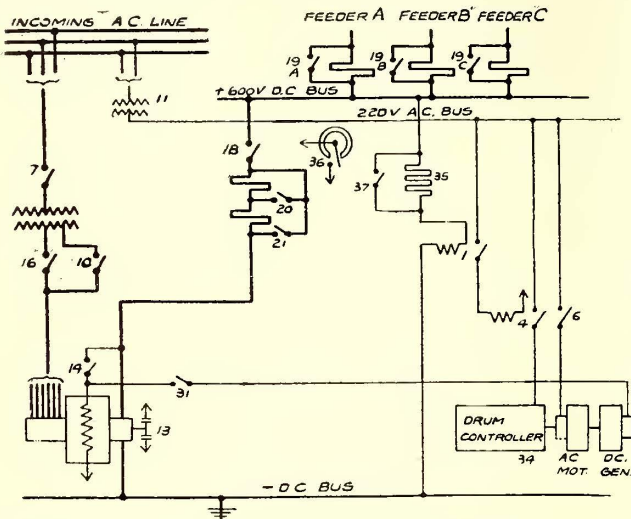 INCOMING A.C. LINE
FEEDER A FEEDER B FEEDER C
19 A
19 B
19 C
+600V D.C BUS
11
220V A.C. BUS
18
36
7
37
35
20
21
1
16
10
4
6
14
31
13
DRUM CONTROLLER
34
AC MOT.
D.C. GEN.
- DC BUS